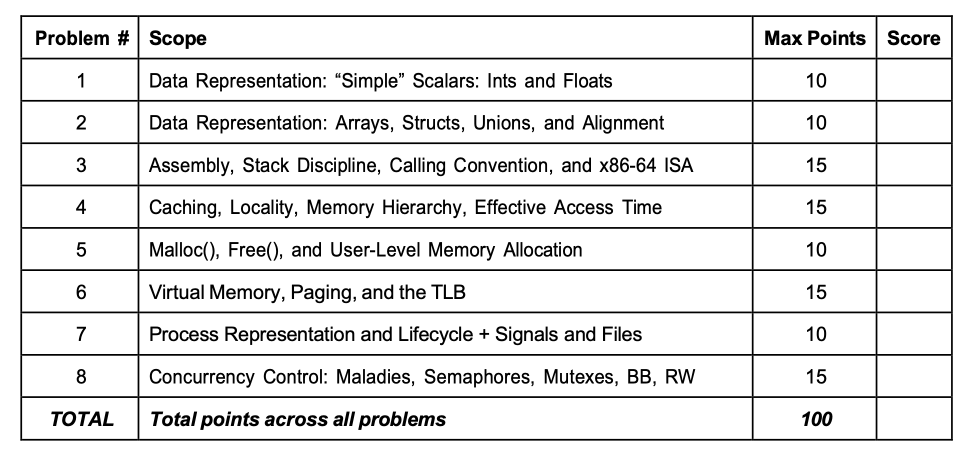 Problem # Scope Max Points Score
1 Data Representation: “Simple” Scalars: Ints and Floats 10
2 Data Representation: Arrays, Structs, Unions, and Alignment 10
3 Assembly, Stack Discipline, Calling Convention, and x86-64 ISA 15
4 Caching, Locality, Memory Hierarchy, Effective Access Time 15
5 Malloc(), Free(), and User-Level Memory Allocation 10
6 Virtual Memory, Paging, and the TLB 15
7 Process Representation and Lifecycle + Signals and Files 10
8 Concurrency Control: Maladies, Semaphores, Mutexes, BB, RW 15
TOTAL Total points across all problems 100